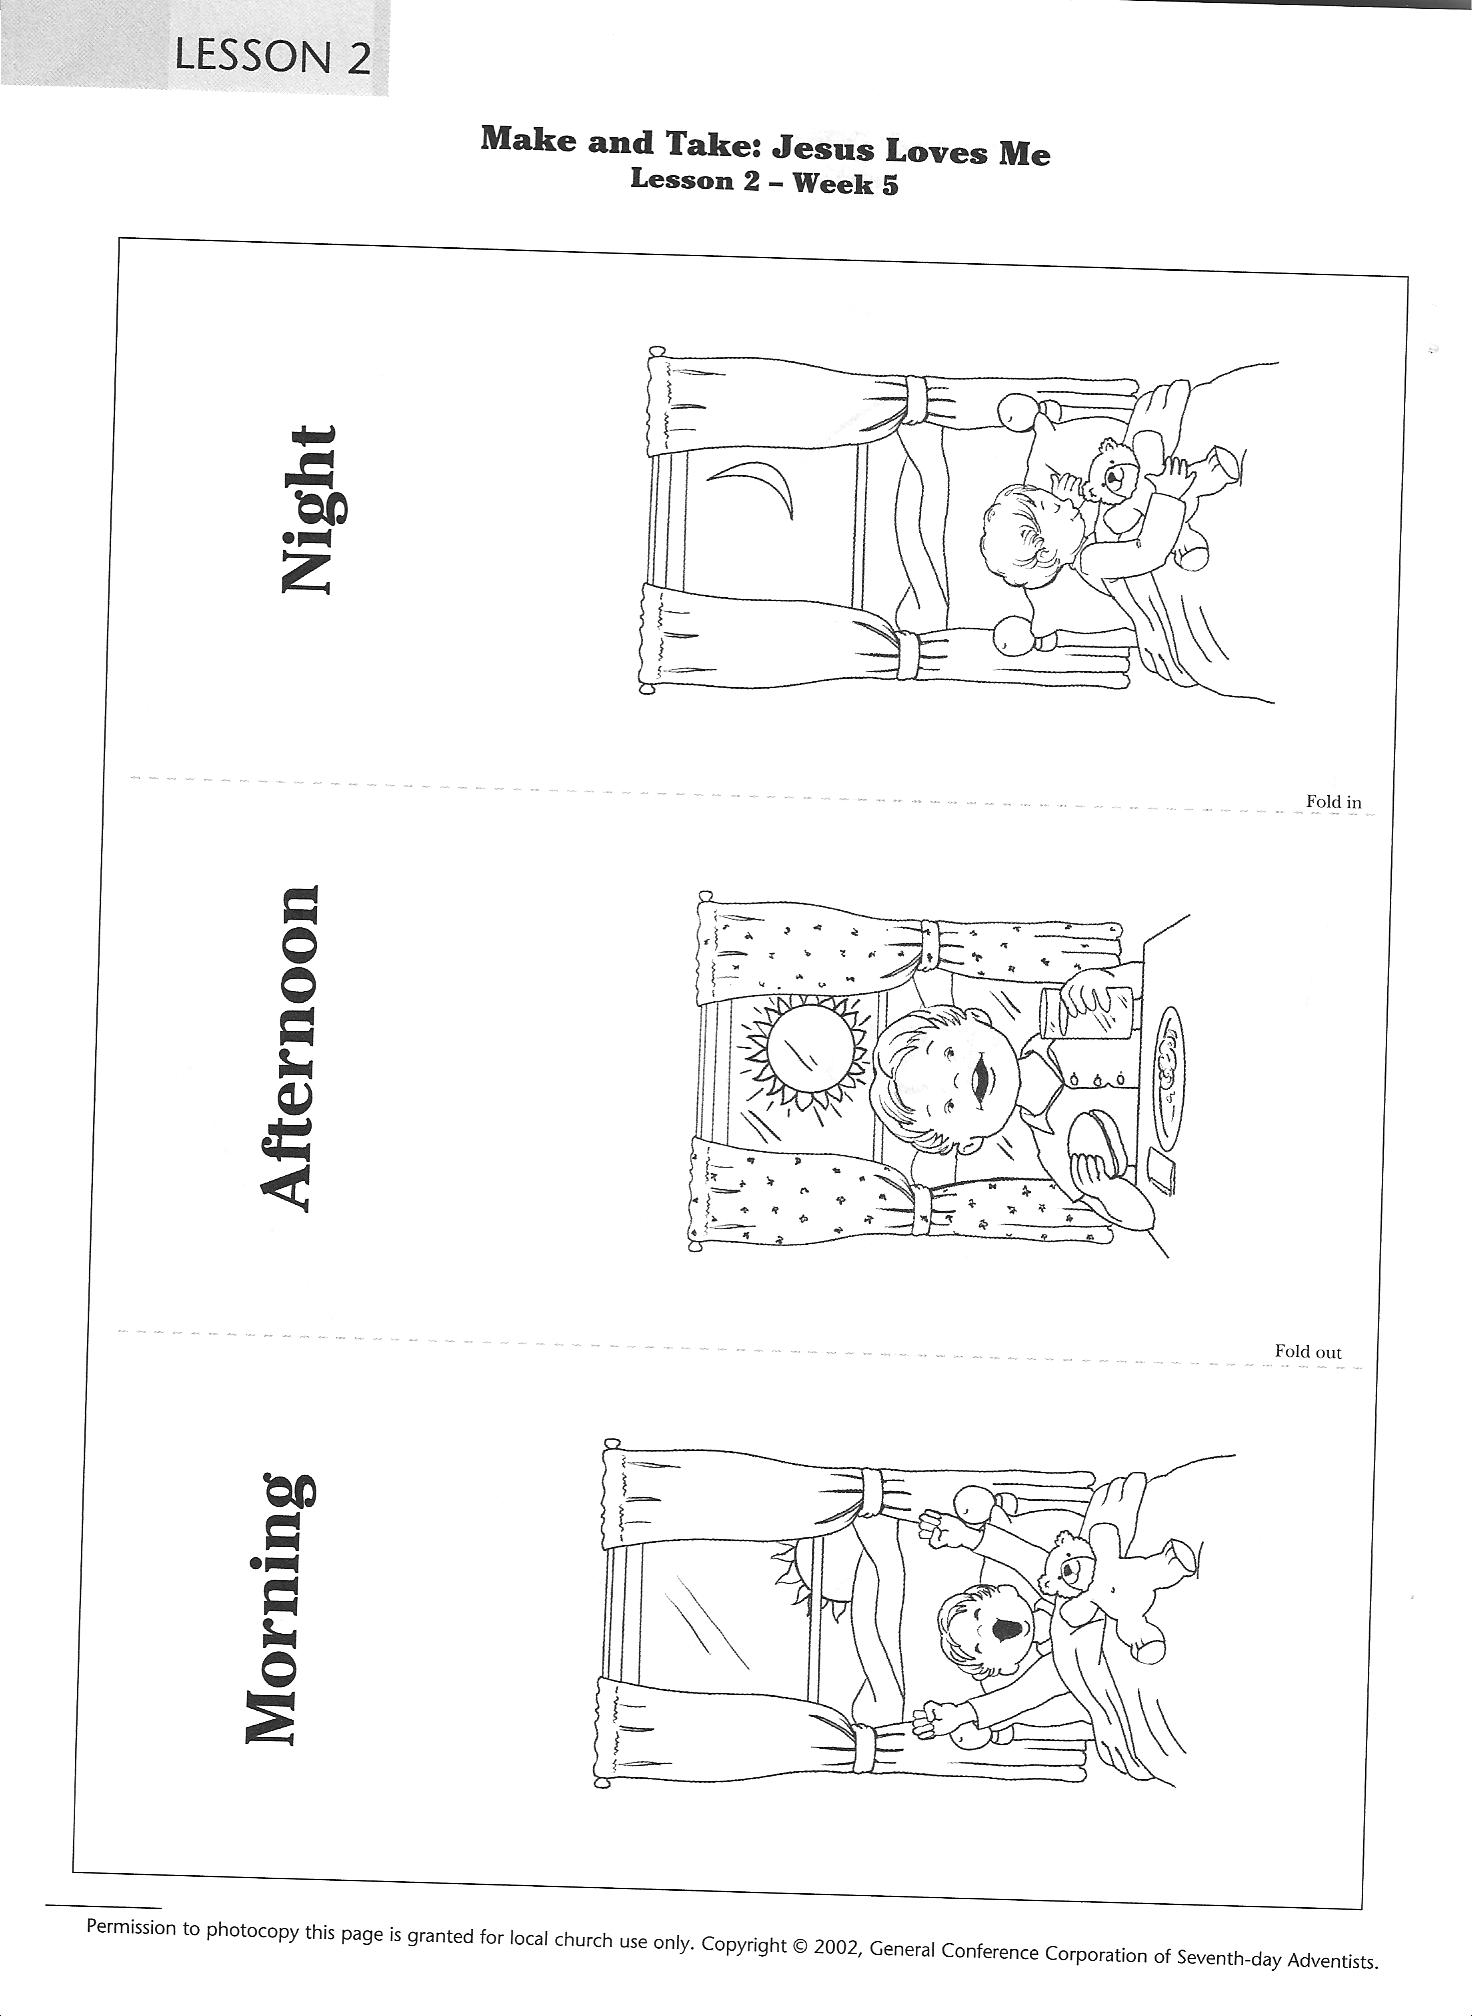 LESSON 2
Make and Take: Jesus Loves Me
Lesson 2 – Week 5
Night
Fold in
Afternoon
Fold out
Morning
Permission to photocopy this page is granted for local church use only. Copyright © 2002, General Conference Corporation of Seventh-day Adventists.